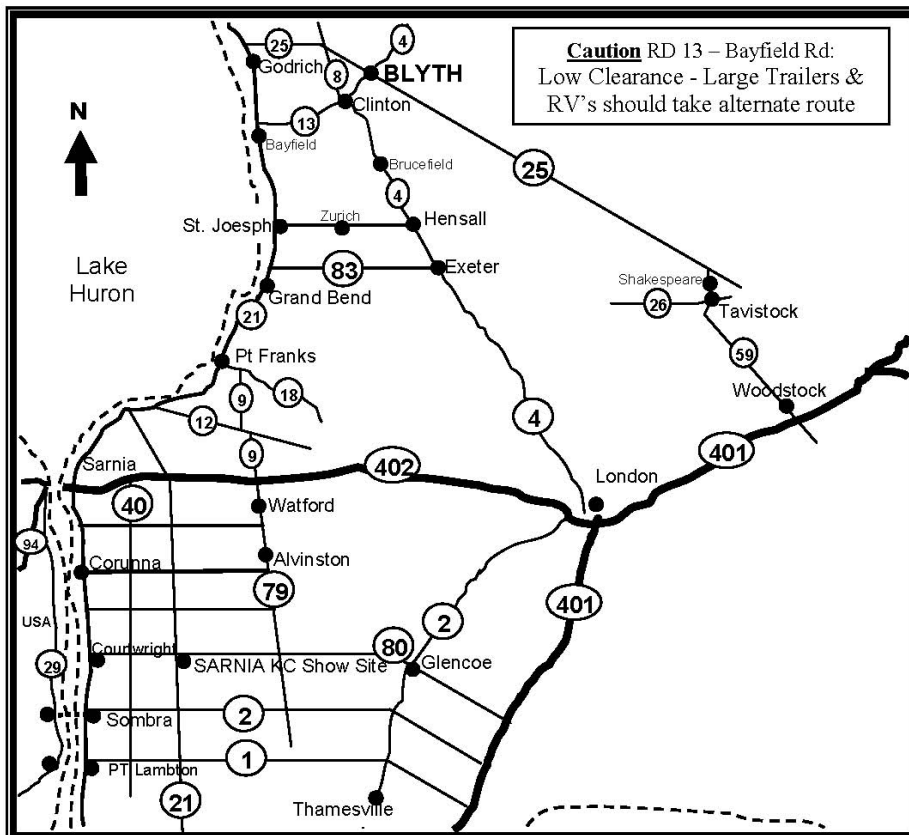 Caution RD 13 – Bayfield Rd:
Low Clearance - Large Trailers &
RV's should take alternate route
4
25
Godrich
8
BLYTH
Clinton
N
13
Bayfield
Brucefield
25
4
St. Joesph
Zurich
Hensall
Lake
Huron
83
Exeter
Shakespeare
Grand Bend
26
Tavistock
21
59
Pt Franks
9
18
Woodstock
12
4
9
401
Sarnia
402
London
40
Watford
94
Corunna
Alvinston
79
401
USA
2
Courtwright
80
29
SARNIA KC Show Site
Glencoe
Sombra
2
1
PT Lambton
21
Thamesville